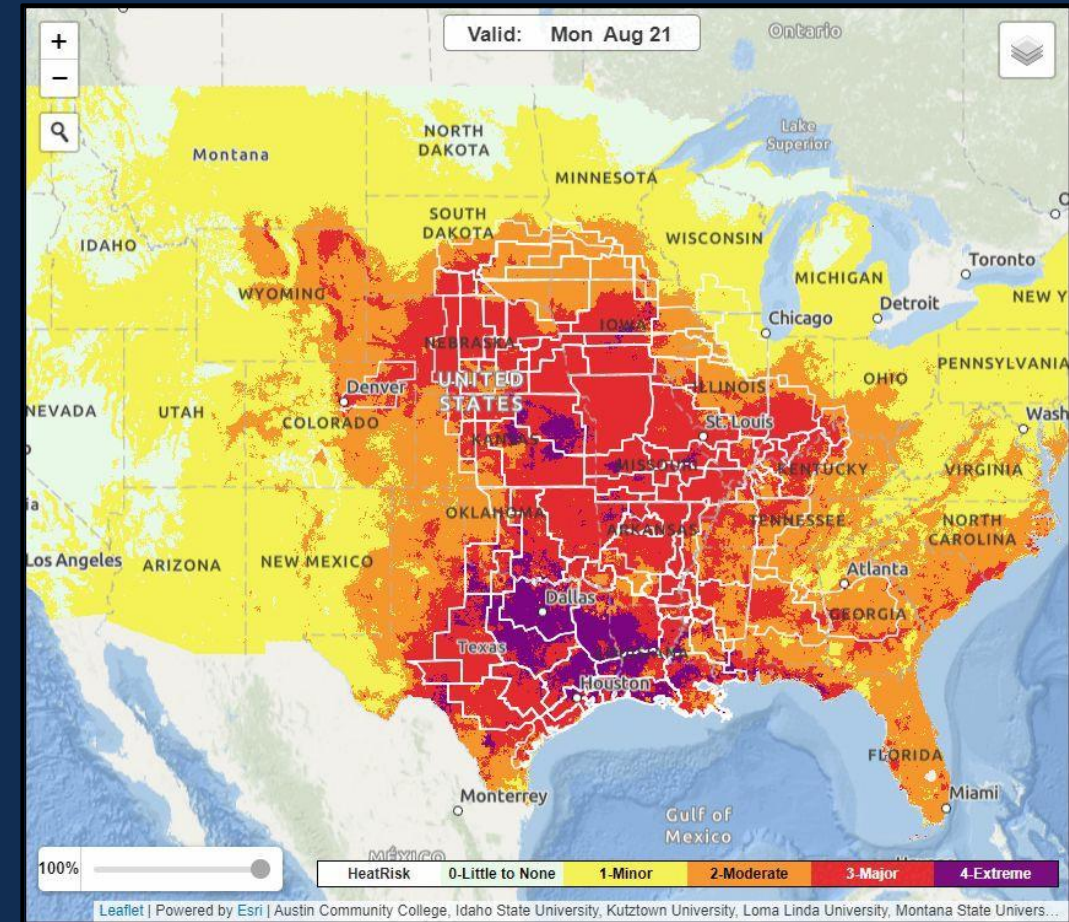 +
−
Valid: Mon Aug 21
Ontario
Montana
NORTH
DAKOTA
Lake
Superior
MINNESOTA
SOUTH
DAKOTA
WISCONSIN
IDAHO
Toronto
MICHIGAN
WYOMING
Detroit
NEW Y
Chicago
IOWA
NEBRASKA
PENNSYLVANIA
Denver
UNITED
STATES
ILLINOIS
OHIO
NEVADA
UTAH
COLORADO
St. Louis
Wash
KANSAS
MISSOURI
KENTUCKY
VIRGINIA
ia
OKLAHOMA
ARKANSAS
TENNESSEE
NORTH
CAROLINA
Los Angeles
ARIZONA
NEW MEXICO
Atlanta
Dallas
GEORGIA
Texas
LOUISIANA
Houston
FLORIDA
Monterrey
Miami
Gulf of
Mexico
MÉXICO
100%
HeatRisk 0-Little to None 1-Minor 2-Moderate 3-Major 4-Extreme
Leaflet | Powered by Esri | Austin Community College, Idaho State University, Kutztown University, Loma Linda University, Montana State Univers...